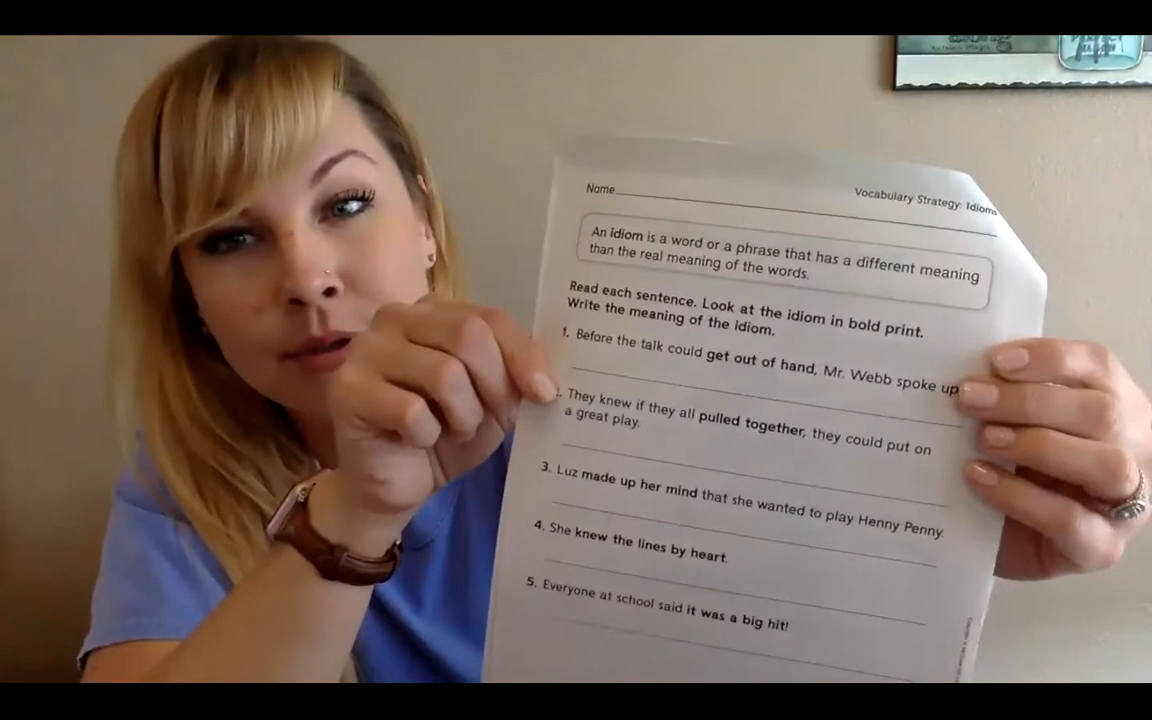 PERFECT
Name
Vocabulary Strategy: Idioms
An idiom is a word or a phrase that has a different meaning
than the real meaning of the words.
Read each sentence. Look at the idiom in bold print.
Write the meaning of the idiom.
1. Before the talk could get out of hand, Mr. Webb spoke up
They knew if they all pulled together, they could put on
a great play.
3. Luz made up her mind that she wanted to play Henny Penny.
4. She knew the lines by heart.
5. Everyone at school said it was a big hit!